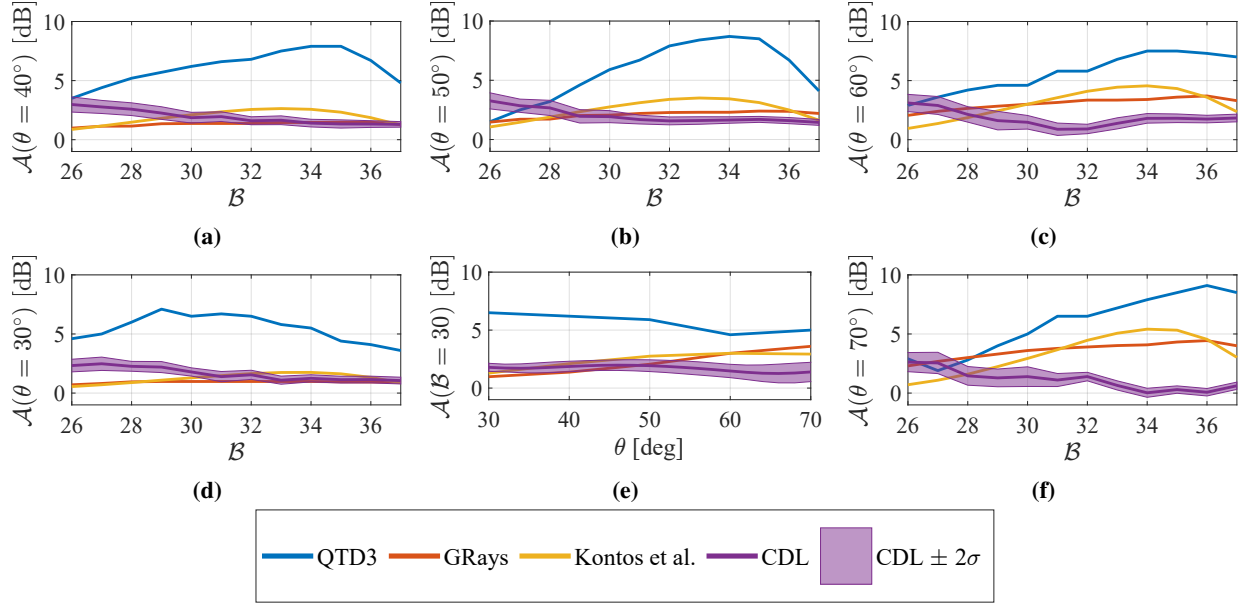 10
5
0
26 28 30 32 34 36
𝒜(θ = 40°) [dB]
ℬ
(a)
10
5
0
26 28 30 32 34 36
𝒜(θ = 50°) [dB]
ℬ
(b)
10
5
0
26 28 30 32 34 36
𝒜(θ = 60°) [dB]
ℬ
(c)
10
5
0
26 28 30 32 34 36
𝒜(θ = 30°) [dB]
ℬ
(d)
10
5
0
30 40 50 60 70
𝒜(ℬ = 30) [dB]
θ [deg]
(e)
10
5
0
26 28 30 32 34 36
𝒜(θ = 70°) [dB]
ℬ
(f)
QTD3 GRays Kontos et al. CDL CDL ± 2σ